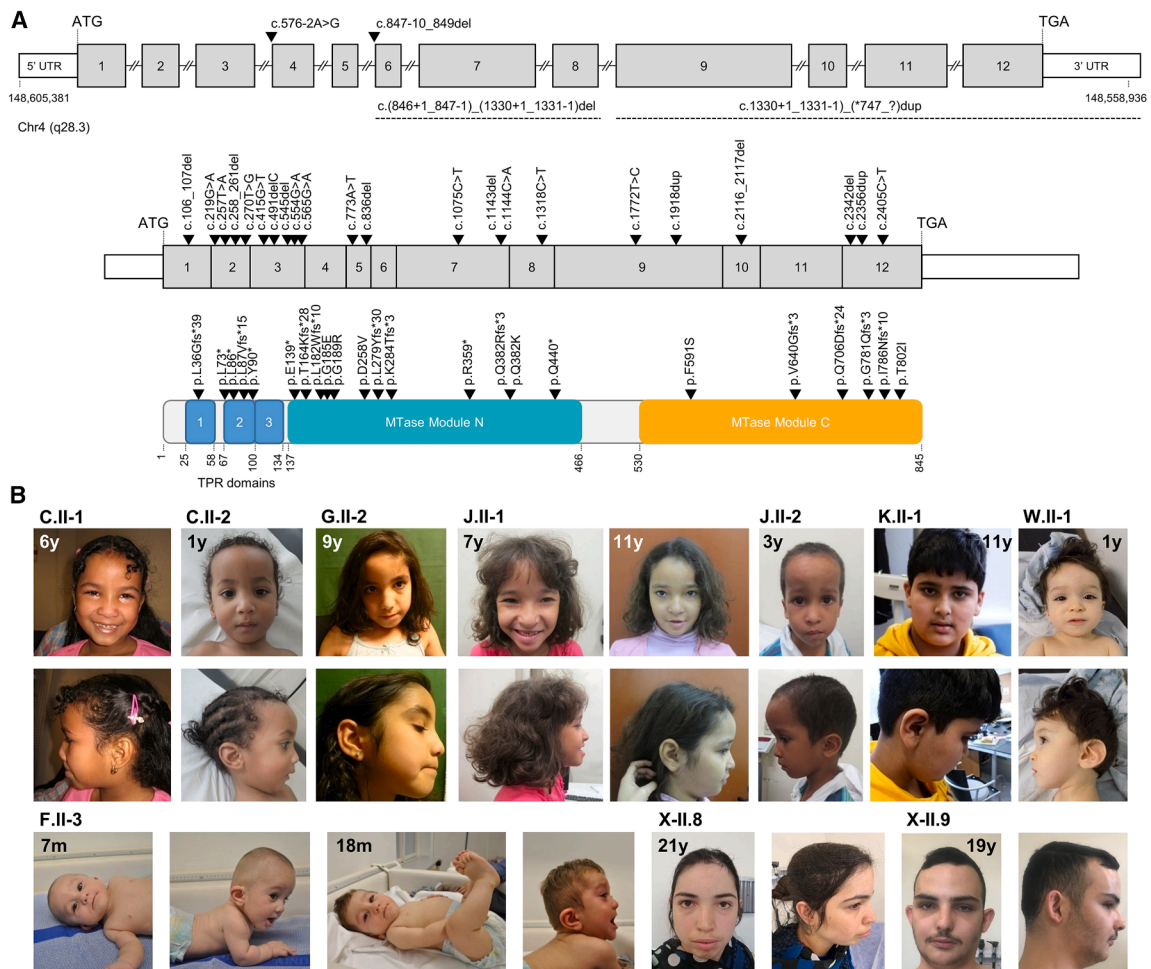 A
ATG
c.576-2A>G
c.847-10_849del
TGA
5' UTR
1
2
3
4
5
6
7
8
9
10
11
12
3' UTR
148,605,381
148,558,936
c.(846+1_847-1)_(1330+1_1331-1)del
c.1330+1_1331-1)_(*747_?)dup
Chr4 (q28.3)
c.106_107del
c.219G>A
c.257T>A
c.258_261del
c.270T>G
c.415G>T
c.491delC
c.545del
c.554G>A
c.565G>A
c.773A>T
c.836del
c.1075C>T
c.1143del
c.1144C>A
c.1318C>T
c.1772T>C
c.1918dup
c.2116_2117del
c.2342del
c.2356dup
c.2405C>T
ATG
TGA
1
2
3
4
5
6
7
8
9
10
11
12
p.L36Gfs*39
p.L73*
p.L86*
p.L87Vfs*15
p.Y90*
p.E139*
p.T164Kfs*28
p.L182Wfs*10
p.G185E
p.G189R
p.D258V
p.L279Yfs*30
p.K284Tfs*3
p.R359*
p.Q382Rfs*3
p.Q382K
p.Q440*
p.F591S
p.V640Gfs*3
p.Q706Dfs*24
p.G781Qfs*3
p.I786Nfs*10
p.T802I
1
2
3
MTase Module N
MTase Module C
1
25
58
67
100
134
137
466
530
845
TPR domains
B
C.II-1
C.II-2
G.II-2
J.II-1
J.II-2
K.II-1
W.II-1
6y
1y
9y
7y
11y
3y
11y
1y
F.II-3
X-II.8
X-II.9
7m
18m
21y
19y